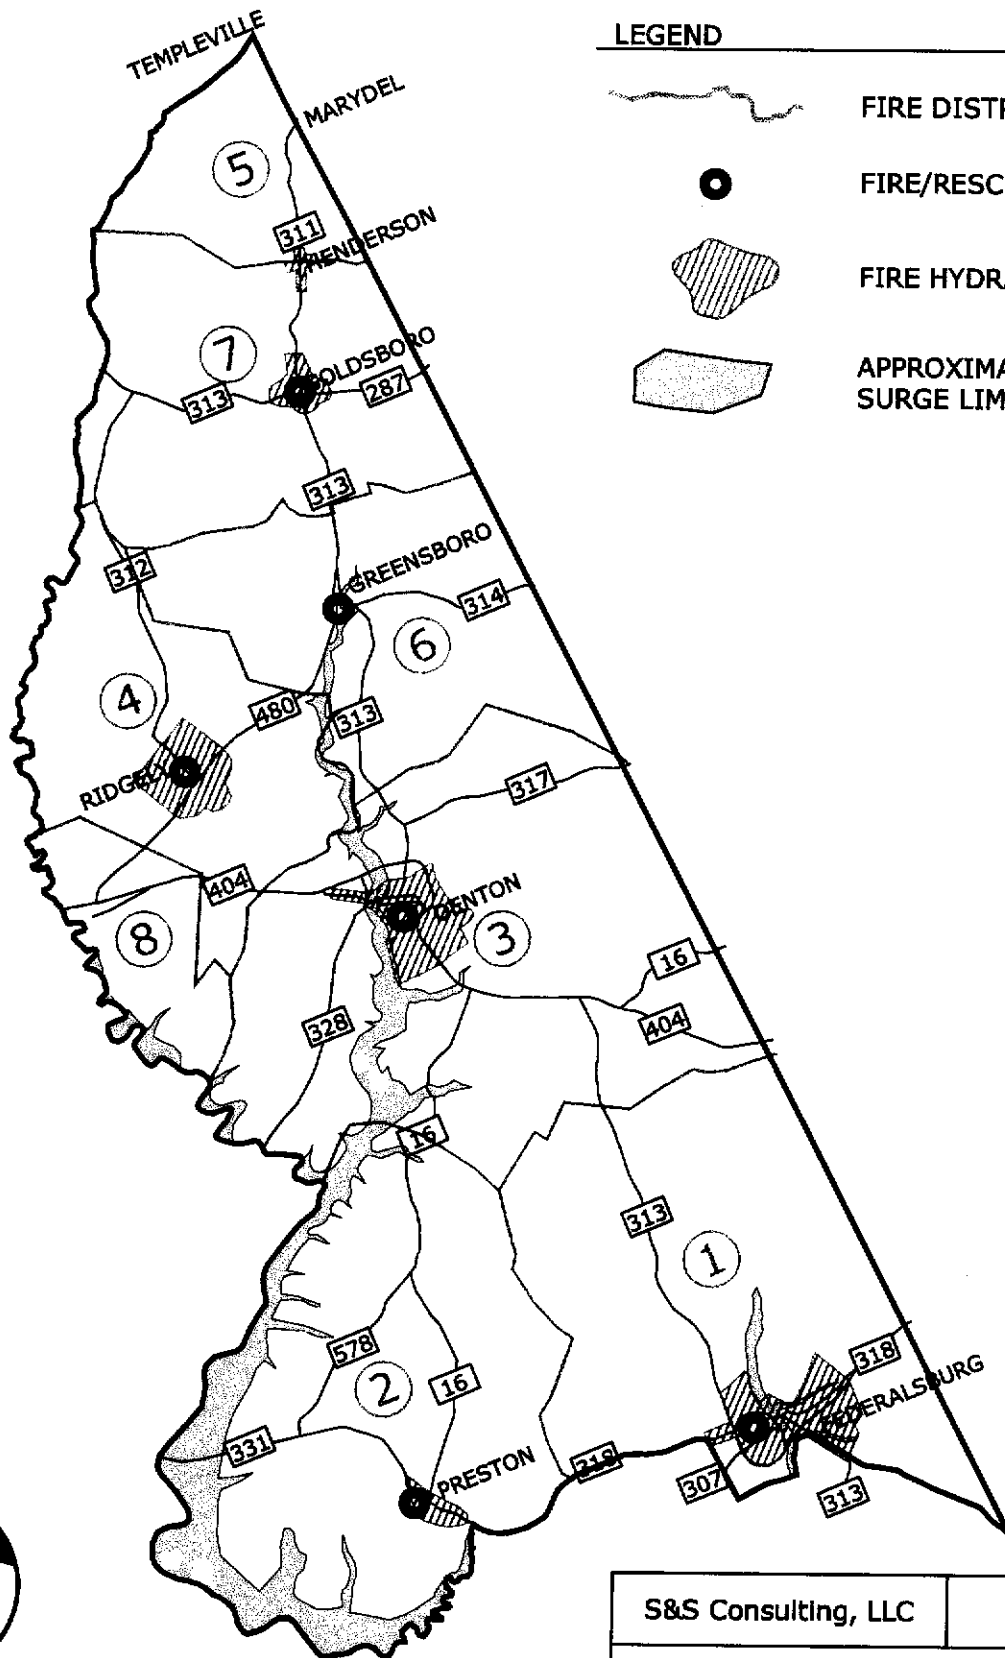 LEGEND
FIRE DISTR
FIRE/RESC
FIRE HYDRA
APPROXIMA
SURGE LIM
TEMPLEVILLE
MARYDEL
5
311
HENDERSON
7
GOLDSBORO
313
287
313
GREENSBORO
312
314
6
4
480
313
RIDGELY
317
404
DENTON
8
3
16
328
404
16
313
1
578
2
16
318
FEDERALSBURG
331
PRESTON
318
307
313
S&S Consulting, LLC